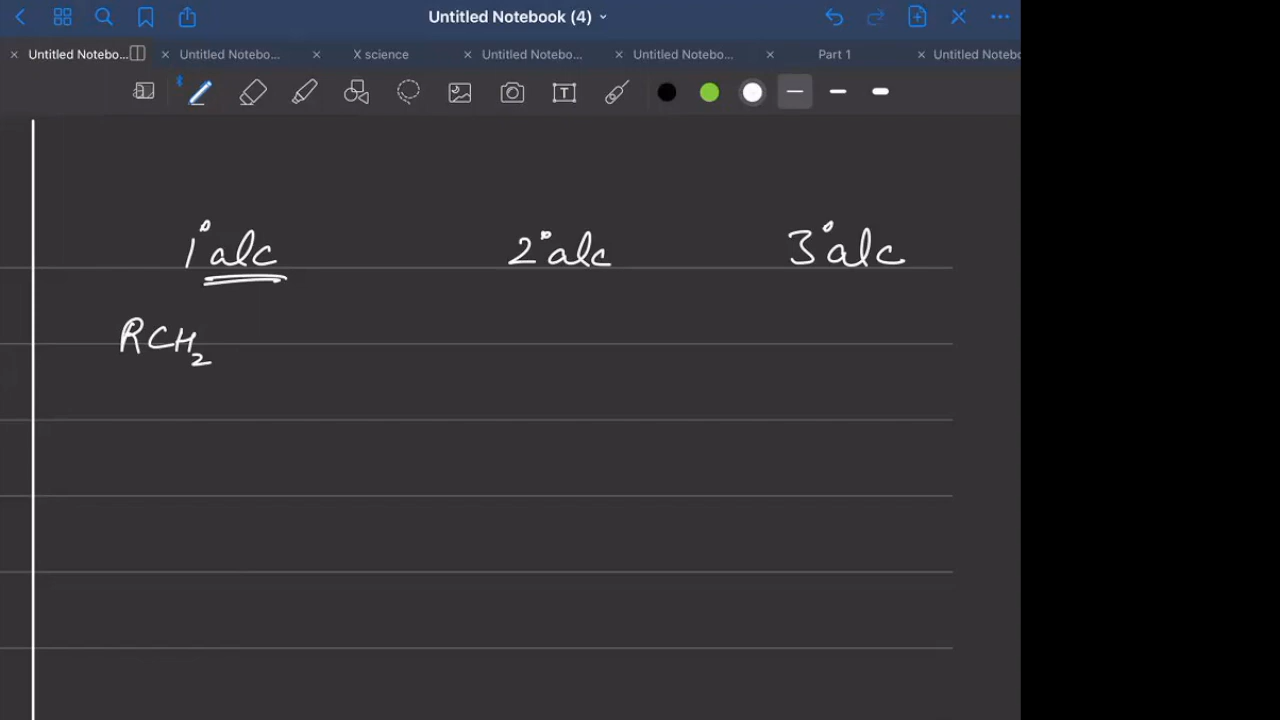 Untitled Notebook (4)
Untitled Notebo... Untitled Notebo... X science Untitled Notebo... Untitled Notebo... Part 1 Untitled Noteb
1° alc 2° alc 3° alc
RCH₂